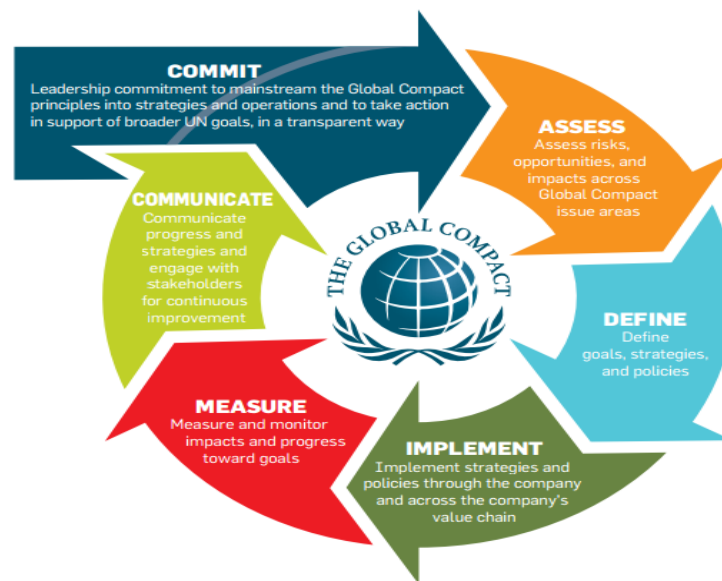 COMMIT
Leadership commitment to mainstream the Global Compact
principles into strategies and operations and to take action
in support of broader UN goals, in a transparent way
ASSESS
Assess risks,
opportunities, and
impacts across
Global Compact
issue areas
DEFINE
Define
goals, strategies,
and policies
IMPLEMENT
Implement strategies and
policies through the company
and across the company's
value chain
MEASURE
Measure and monitor
impacts and progress
toward goals
COMMUNICATE
Communicate
progress and
strategies and
engage with
stakeholders
for continuous
improvement
THE GLOBAL COMPACT